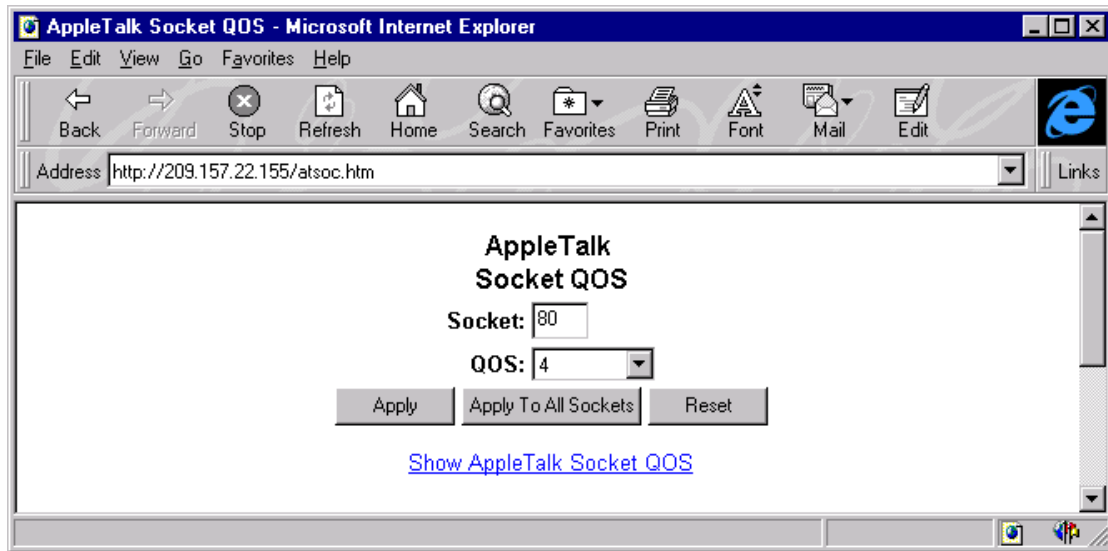 AppleTalk Socket QOS - Microsoft Internet Explorer
File Edit View Go Favorites Help
Back Forward Stop Refresh Home Search Favorites Print Font Mail Edit
Address http://209.157.22.155/atsoc.htm Links
AppleTalk
Socket QOS
Socket: 80
QOS: 4
Apply Apply To All Sockets Reset
Show AppleTalk Socket QOS